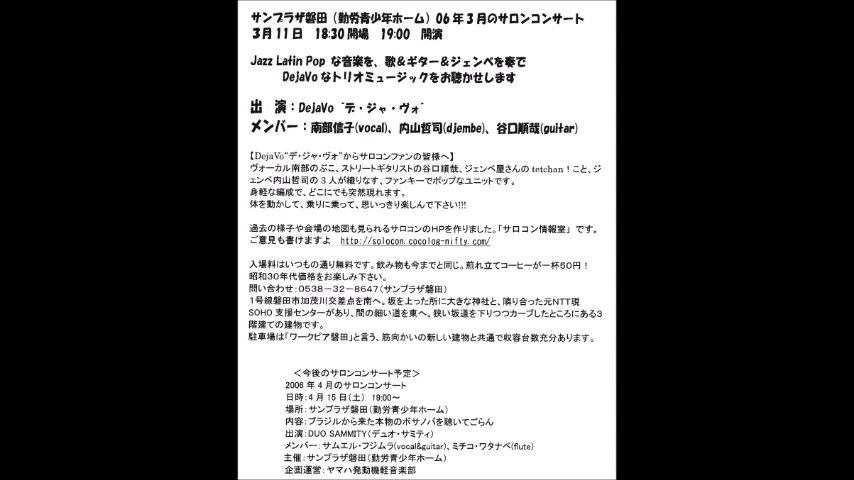 サンプラザ磐田（勤労青少年ホーム）06年3月のサロンコンサート
3月11日　18:30開場　19:00　開演
Jazz Latin Pop な音楽を、歌＆ギター＆ジェンベを奏で
DejaVoなトリオミュージックをお聴かせします
出　演：DejaVo ¨デ・ジャ・ヴォ¨
メンバー：南部信子(vocal)、内山哲司(djembe)、谷口順哉(guitar)
【DejaVo“デ・ジャ・ヴォ”からサロコンファンの皆様へ】
ヴォーカル南部のぶこ、ストリートギタリストの谷口順哉、ジェンベ屋さんの tetchan！こと、ジ
ェンベ内山哲司の3人が織りなす、ファンキーでポップなユニットです。
身軽な編成で、どこにでも突然現れます。
体を動かして、乗りに乗って、思いっきり楽しんで下さい!!!
過去の様子や会場の地図も見られるサロコンのHPを作りました。「サロコン情報室」です。
ご意見も書けますよ　http://solocon.cocolog-nifty.com/
入場料はいつもの通り無料です。飲み物も今までと同じ。煎れ立てコーヒーが一杯50円！
昭和30年代価格をお楽しみ下さい。
問い合わせ：0538－32－8647（サンプラザ磐田）
1号線磐田市加茂川交差点を南へ。坂を上った所に大きな神社と、隣り合った元NTT現
SOHO支援センターがあり、間の細い道を東へ。狭い坂道を下りつつカーブしたところにある3
階建ての建物です。
駐車場は「ワークピア磐田」と言う、筋向かいの新しい建物と共通で収容台数充分あります。
＜今後のサロンコンサート予定＞
2006年4月のサロンコンサート
日時：4月15日（土）　19:00～
場所：サンプラザ磐田（勤労青少年ホーム）
内容：ブラジルから来た本物のボサノバを聴いてごらん
出演：DUO SAMMITY（デュオ・サミティ）
メンバー：サムエル・フジムラ(vocal&guitar)、ミチコ・ワタナベ(flute)
主催：サンプラザ磐田（勤労青少年ホーム）
企画運営：ヤマハ発動機軽音楽部